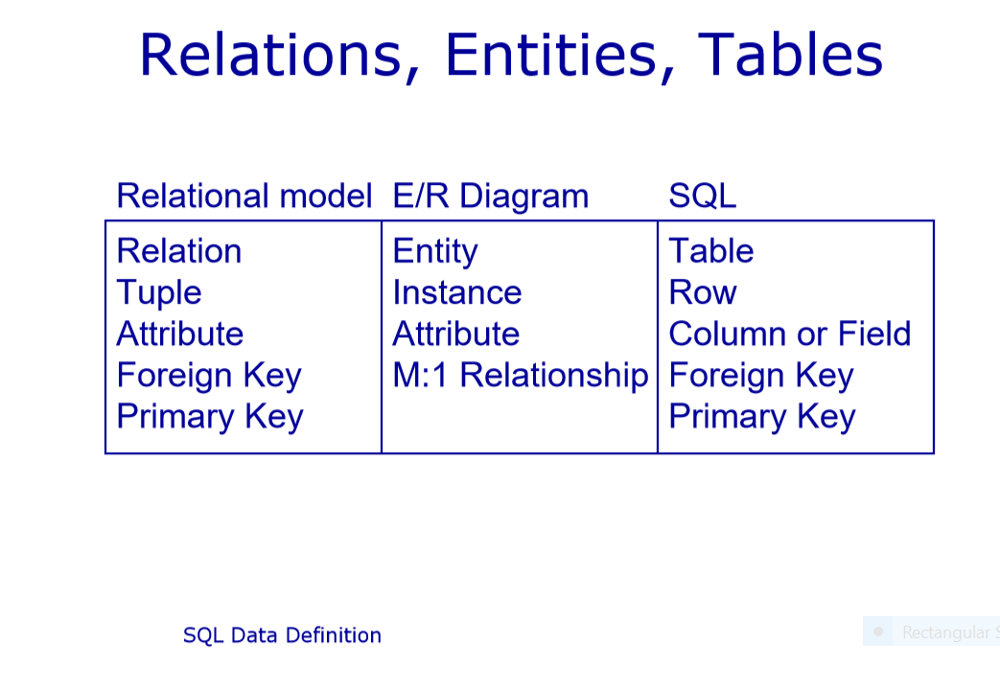 Relations, Entities, Tables
Relational model E/R Diagram SQL
Relation Entity Table
Tuple Instance Row
Attribute Attribute Column or Field
Foreign Key M:1 Relationship Foreign Key
Primary Key Primary Key
SQL Data Definition
Rectangular S